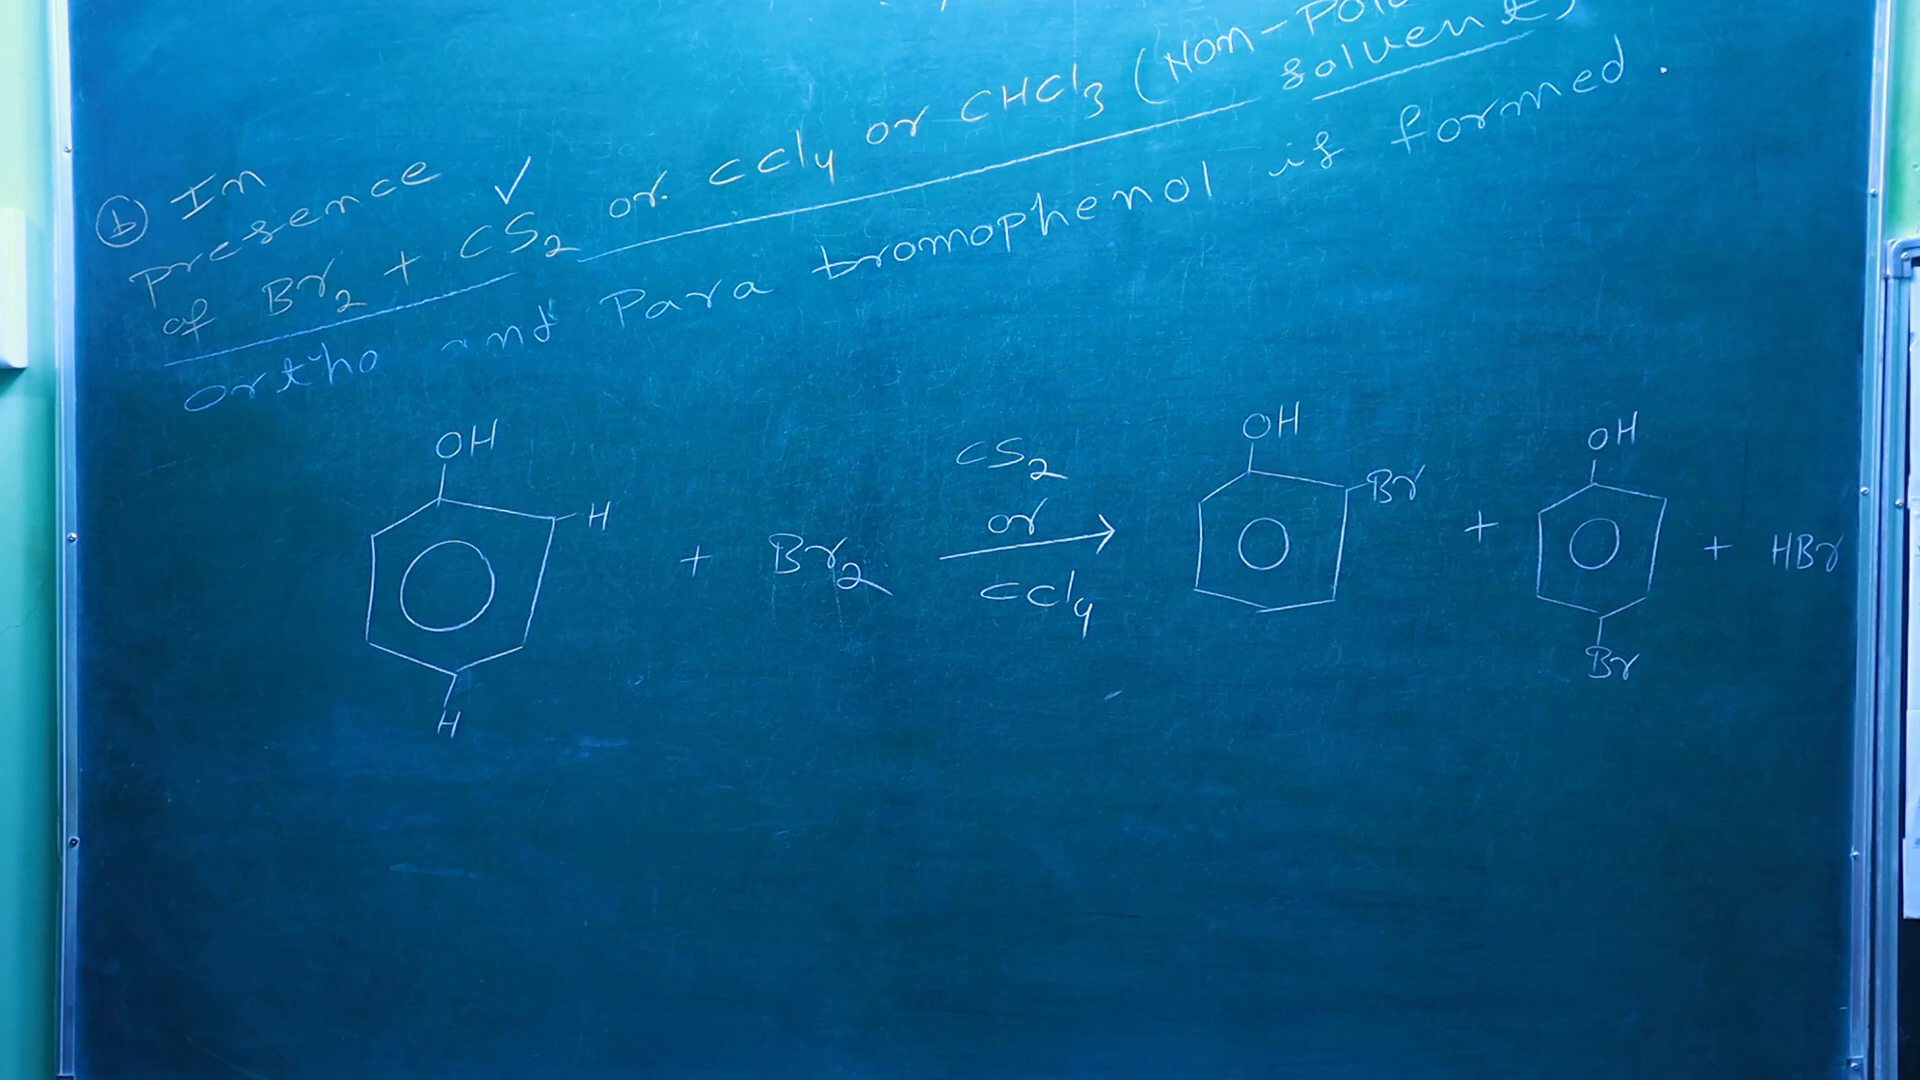 ⓑ In
presence ✓
of Br₂ + CS₂ or CCl₄ or CHCl₃ (Non-Pola
solvent)
ortho and Para bromophenol is formed.
OH
H
H
+ Br₂
CS₂
or
CCl₄
OH
Br
+
OH
Br
+ HBr